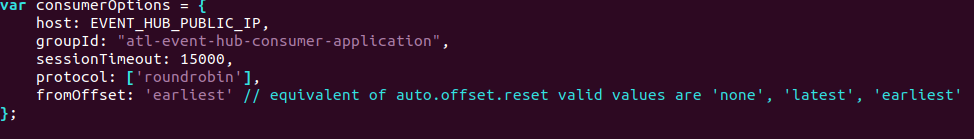 var consumerOptions = {
host: EVENT_HUB_PUBLIC_IP,
groupId: "atl-event-hub-consumer-application",
sessionTimeout: 15000,
protocol: ['roundrobin'],
fromOffset: 'earliest' // equivalent of auto.offset.reset valid values are 'none', 'latest', 'earliest'
};